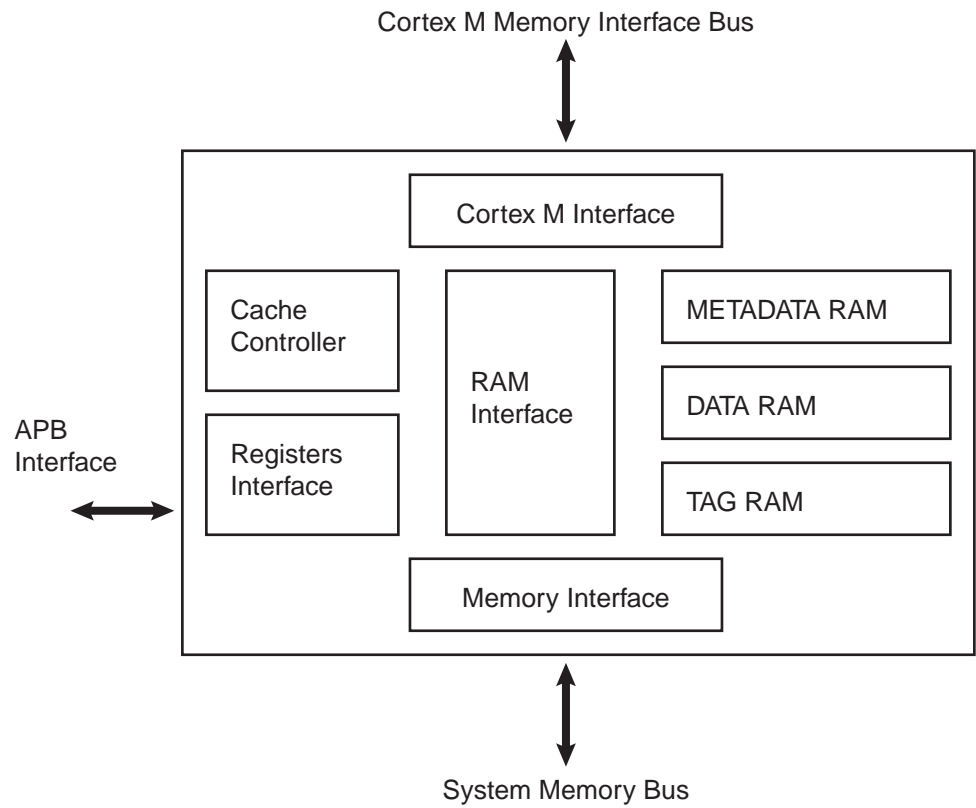 Cortex M Memory Interface Bus
Cortex M Interface
Cache
Controller
RAM
Interface
METADATA RAM
DATA RAM
TAG RAM
APB
Interface
Registers
Interface
Memory Interface
System Memory Bus